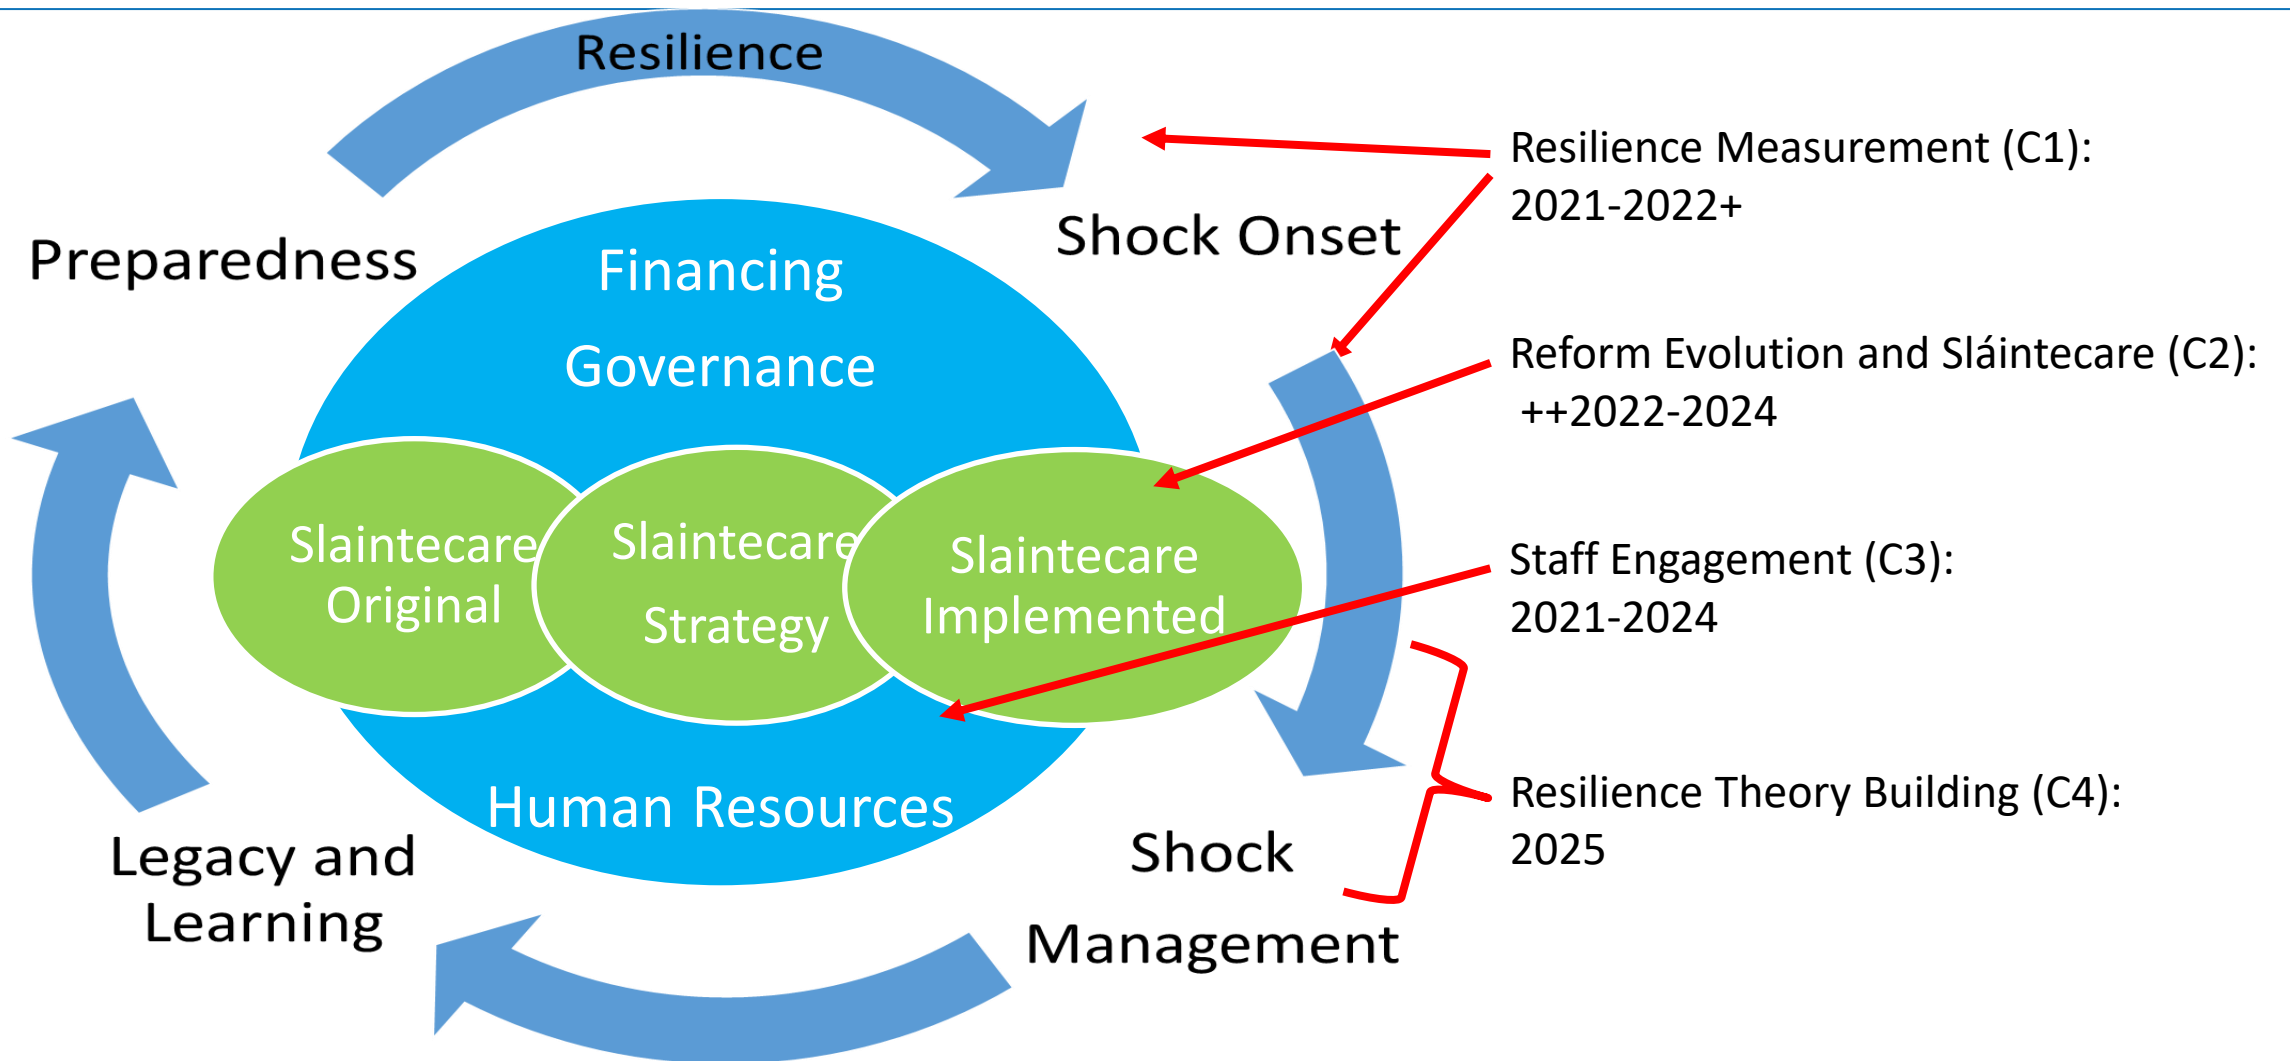 Resilience
Preparedness
Shock Onset
Financing
Governance
Slaintecare
Original
Slaintecare
Strategy
Slaintecare
Implemented
Human Resources
Legacy and
Learning
Shock
Management
Resilience Measurement (C1):
2021-2022+
Reform Evolution and Sláintecare (C2):
++2022-2024
Staff Engagement (C3):
2021-2024
Resilience Theory Building (C4):
2025